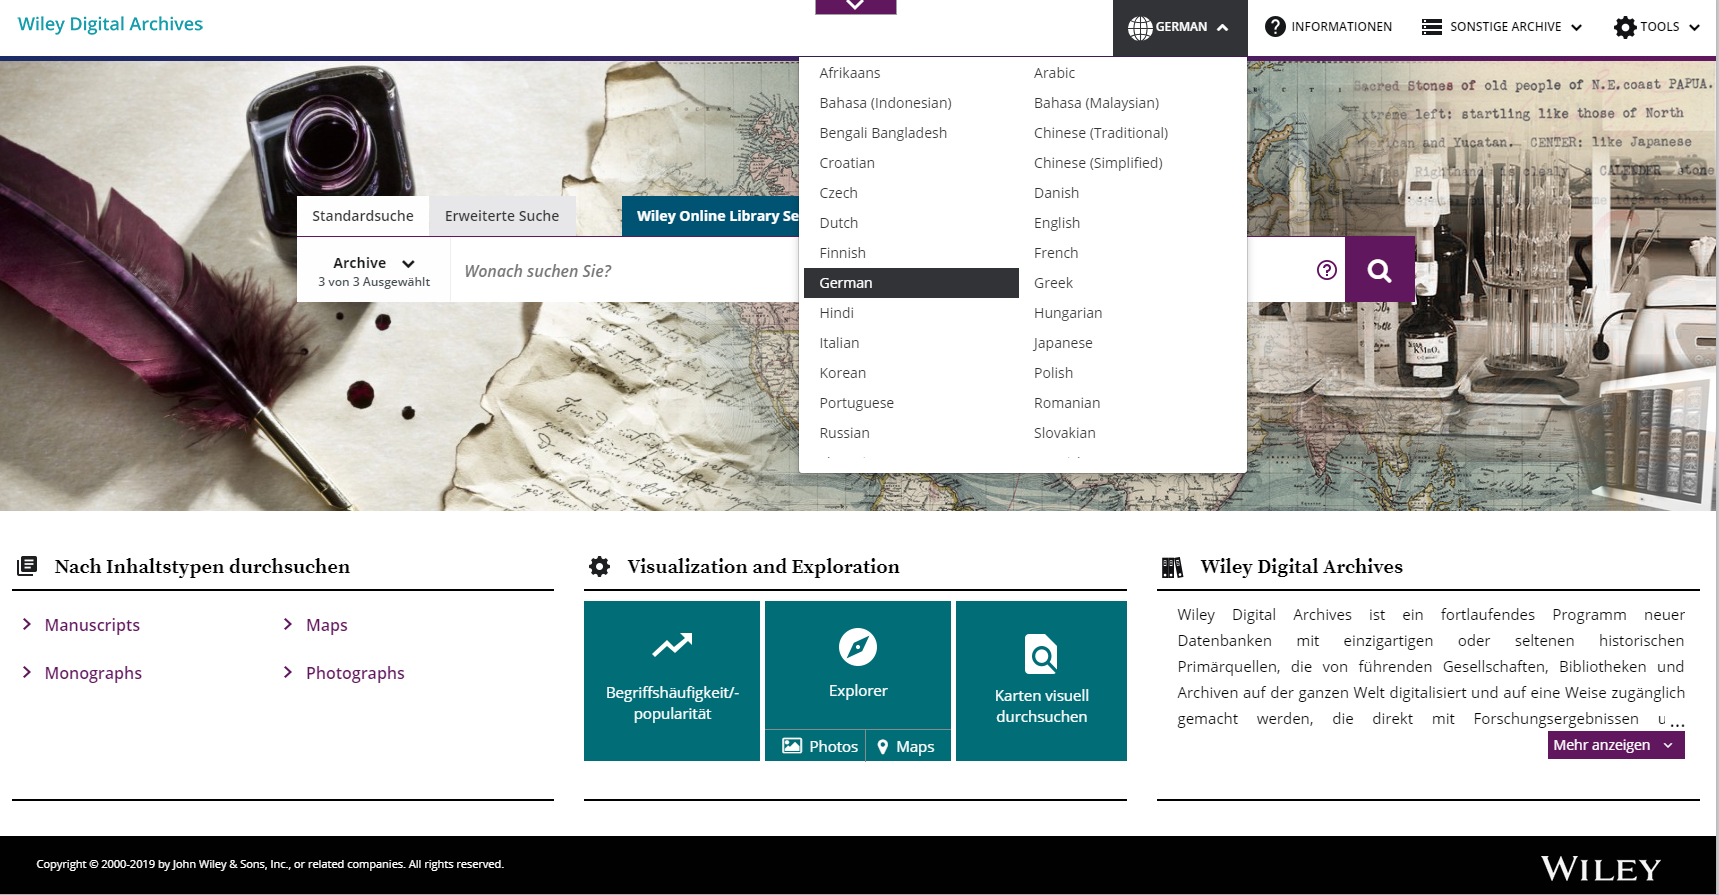 Wiley Digital Archives
GERMAN
INFORMATIONEN
SONSTIGE ARCHIVE
TOOLS
Afrikaans
Arabic
Bahasa (Indonesian)
Bahasa (Malaysian)
Bengali Bangladesh
Chinese (Traditional)
Croatian
Chinese (Simplified)
Czech
Danish
Dutch
English
Finnish
French
German
Greek
Hindi
Hungarian
Italian
Japanese
Korean
Polish
Portuguese
Romanian
Russian
Slovakian
Sacred Stones of old people of N.E.coast PAPUA.
left: startling like those of North
and Yucatan. CENTER: like Japanese
a CALENDER stone
KMnO₄
Standardsuche
Erweiterte Suche
Wiley Online Library Se
Archive
3 von 3 Ausgewählt
Wonach suchen Sie?
Nach Inhaltstypen durchsuchen
Manuscripts
Maps
Monographs
Photographs
Visualization and Exploration
Begriffshäufigkeit/-
popularität
Explorer
Photos
Maps
Karten visuell
durchsuchen
Wiley Digital Archives
Wiley Digital Archives ist ein fortlaufendes Programm neuer
Datenbanken mit einzigartigen oder seltenen historischen
Primärquellen, die von führenden Gesellschaften, Bibliotheken und
Archiven auf der ganzen Welt digitalisiert und auf eine Weise zugänglich
gemacht werden, die direkt mit Forschungsergebnissen u...
Mehr anzeigen
Copyright © 2000-2019 by John Wiley & Sons, Inc., or related companies. All rights reserved.
WILEY